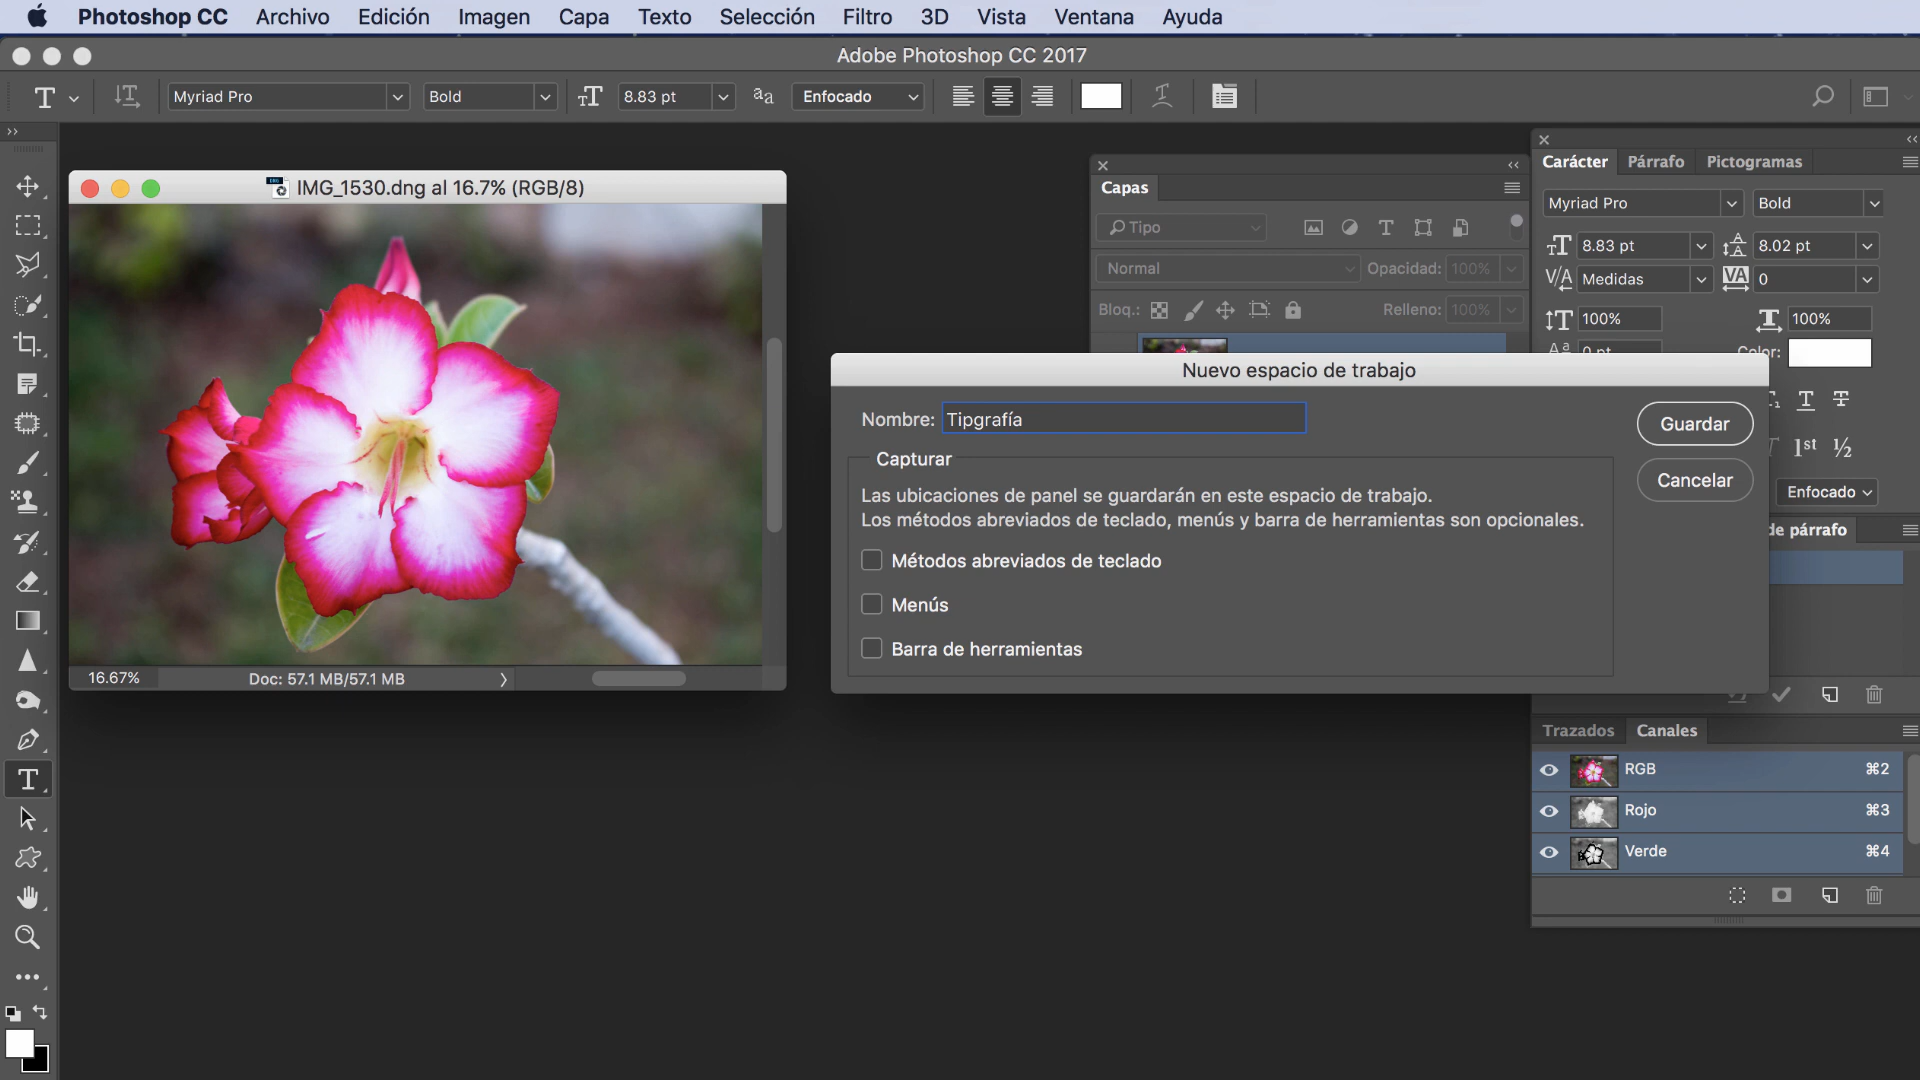 Photoshop CC Archivo Edición Imagen Capa Texto Selección Filtro 3D Vista Ventana Ayuda
Adobe Photoshop CC 2017
Myriad Pro Bold 8.83 pt Enfocado
IMG_1530.dng al 16.7% (RGB/8)
16.67% Doc: 57.1 MB/57.1 MB
Capas
Tipo
Normal Opacidad: 100%
Bloq.: Relleno: 100%
Carácter Párrafo Pictogramas
Myriad Pro Bold
8.83 pt 8.02 pt
Medidas 0
100% 100%
Color:
1st ½
Enfocado
de párrafo
Nuevo espacio de trabajo
Nombre: Tipgrafía
Guardar
Cancelar
Capturar
Las ubicaciones de panel se guardarán en este espacio de trabajo.
Los métodos abreviados de teclado, menús y barra de herramientas son opcionales.
Métodos abreviados de teclado
Menús
Barra de herramientas
Trazados Canales
RGB ⌘2
Rojo ⌘3
Verde ⌘4